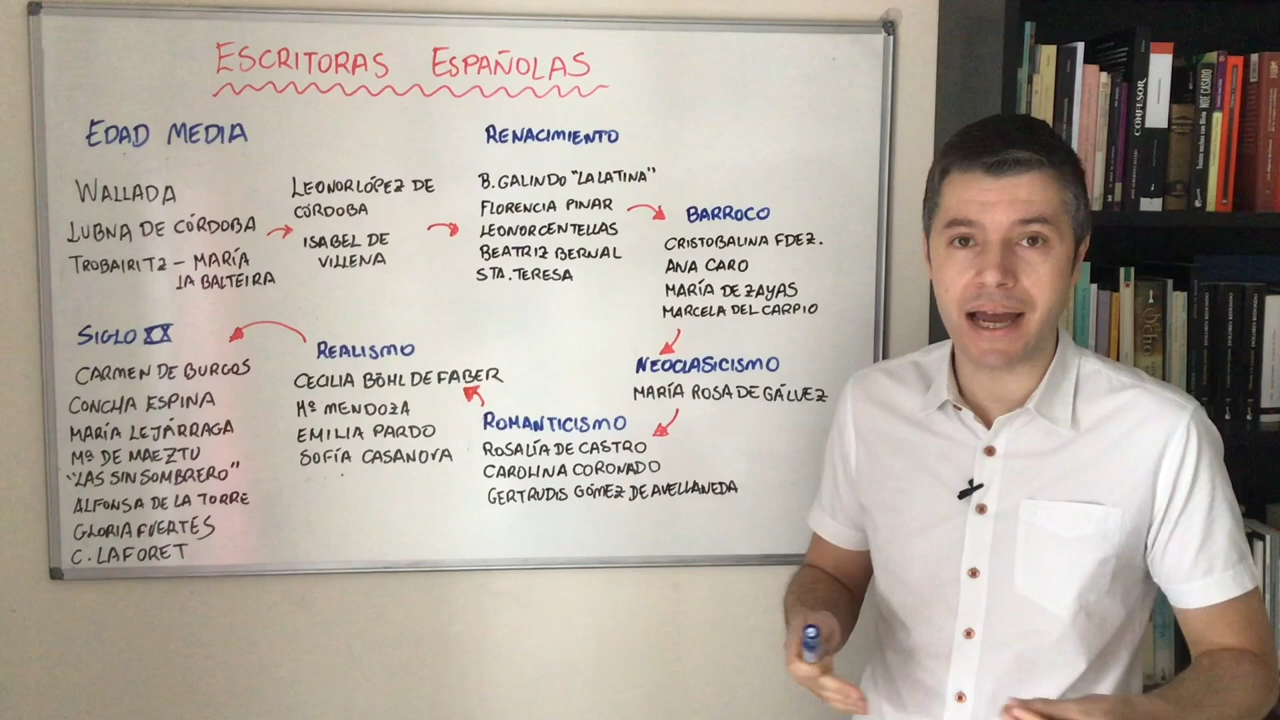 ESCRITORAS ESPAÑOLAS
EDAD MEDIA
WALLADA
LUBNA DE CÓRDOBA
TROBAIRITZ – MARÍA
LA BALTEIRA
LEONOR LÓPEZ DE
CÓRDOBA
ISABEL DE
VILLENA
RENACIMIENTO
B. GALINDO "LA LATINA"
FLORENCIA PINAR
LEONOR CENTELLAS
BEATRIZ BERNAL
STA. TERESA
BARROCO
CRISTOBALINA FDEZ.
ANA CARO
MARÍA DE ZAYAS
MARCELA DEL CARPIO
NEOCLASICISMO
MARÍA ROSA DE GÁLVEZ
ROMANTICISMO
ROSALÍA DE CASTRO
CAROLINA CORONADO
GERTRUDIS GÓMEZ DE AVELLANEDA
REALISMO
CECILIA BÖHL DE FABER
Mª MENDOZA
EMILIA PARDO
SOFÍA CASANOVA
SIGLO XX
CARMEN DE BURGOS
CONCHA ESPINA
MARÍA LEJÁRRAGA
Mª DE MAEZTU
"LAS SINSOMBRERO"
ALFONSA DE LA TORRE
GLORIA FUERTES
C. LAFORET
CONFESOR
NOE CASADO
Ocho